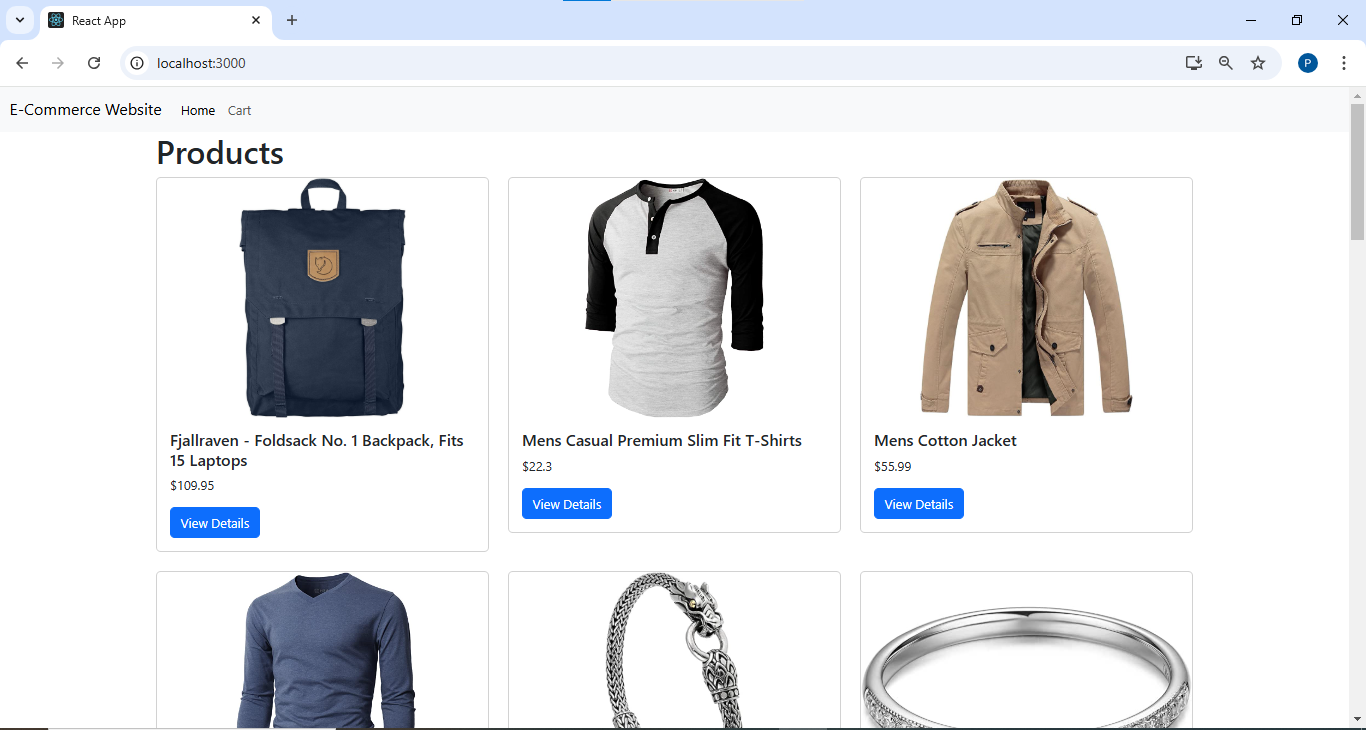 React App
localhost:3000
P
E-Commerce Website Home Cart
Products
Fjallraven - Foldsack No. 1 Backpack, Fits
15 Laptops
$109.95
View Details
Mens Casual Premium Slim Fit T-Shirts
$22.3
View Details
Mens Cotton Jacket
$55.99
View Details